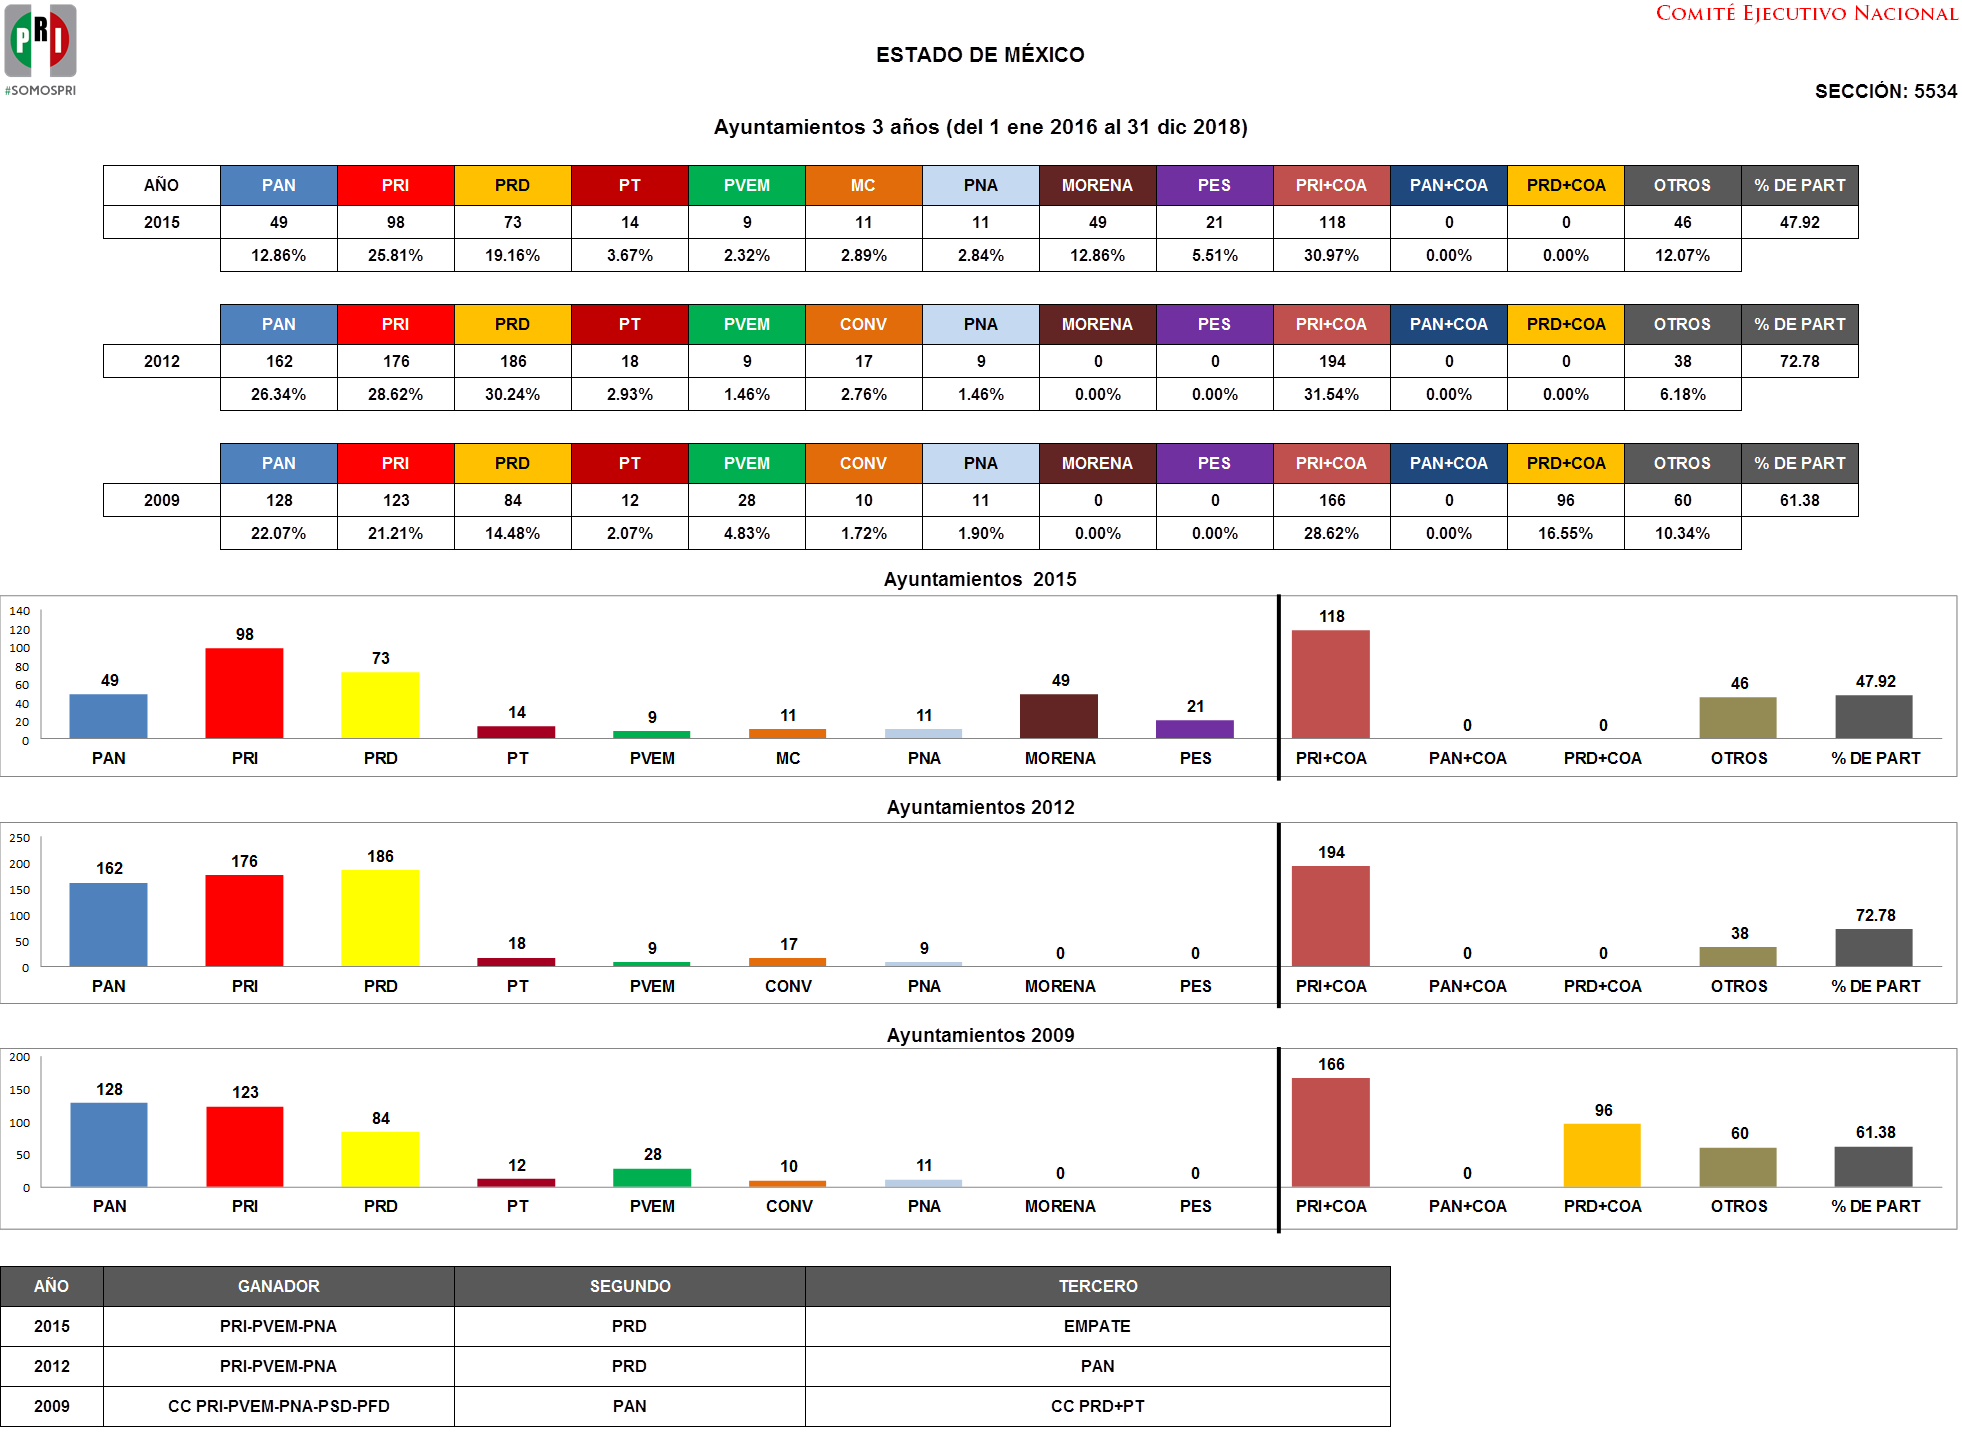 PRI
#SOMOSPRI
COMITÉ EJECUTIVO NACIONAL
ESTADO DE MÉXICO
SECCIÓN: 5534
Ayuntamientos 3 años (del 1 ene 2016 al 31 dic 2018)
AÑO PAN PRI PRD PT PVEM MC PNA MORENA PES PRI+COA PAN+COA PRD+COA OTROS % DE PART
2015 49 98 73 14 9 11 11 49 21 118 0 0 46 47.92
12.86% 25.81% 19.16% 3.67% 2.32% 2.89% 2.84% 12.86% 5.51% 30.97% 0.00% 0.00% 12.07%
PAN PRI PRD PT PVEM CONV PNA MORENA PES PRI+COA PAN+COA PRD+COA OTROS % DE PART
2012 162 176 186 18 9 17 9 0 0 194 0 0 38 72.78
26.34% 28.62% 30.24% 2.93% 1.46% 2.76% 1.46% 0.00% 0.00% 31.54% 0.00% 0.00% 6.18%
PAN PRI PRD PT PVEM CONV PNA MORENA PES PRI+COA PAN+COA PRD+COA OTROS % DE PART
2009 128 123 84 12 28 10 11 0 0 166 0 96 60 61.38
22.07% 21.21% 14.48% 2.07% 4.83% 1.72% 1.90% 0.00% 0.00% 28.62% 0.00% 16.55% 10.34%
Ayuntamientos 2015
140
120
100
80
60
40
20
0
49 98 73 14 9 11 11 49 21 118 0 0 46 47.92
PAN PRI PRD PT PVEM MC PNA MORENA PES PRI+COA PAN+COA PRD+COA OTROS % DE PART
Ayuntamientos 2012
250
200
150
100
50
0
162 176 186 18 9 17 9 0 0 194 0 0 38 72.78
PAN PRI PRD PT PVEM CONV PNA MORENA PES PRI+COA PAN+COA PRD+COA OTROS % DE PART
Ayuntamientos 2009
200
150
100
50
0
128 123 84 12 28 10 11 0 0 166 0 96 60 61.38
PAN PRI PRD PT PVEM CONV PNA MORENA PES PRI+COA PAN+COA PRD+COA OTROS % DE PART
AÑO GANADOR SEGUNDO TERCERO
2015 PRI-PVEM-PNA PRD EMPATE
2012 PRI-PVEM-PNA PRD PAN
2009 CC PRI-PVEM-PNA-PSD-PFD PAN CC PRD+PT